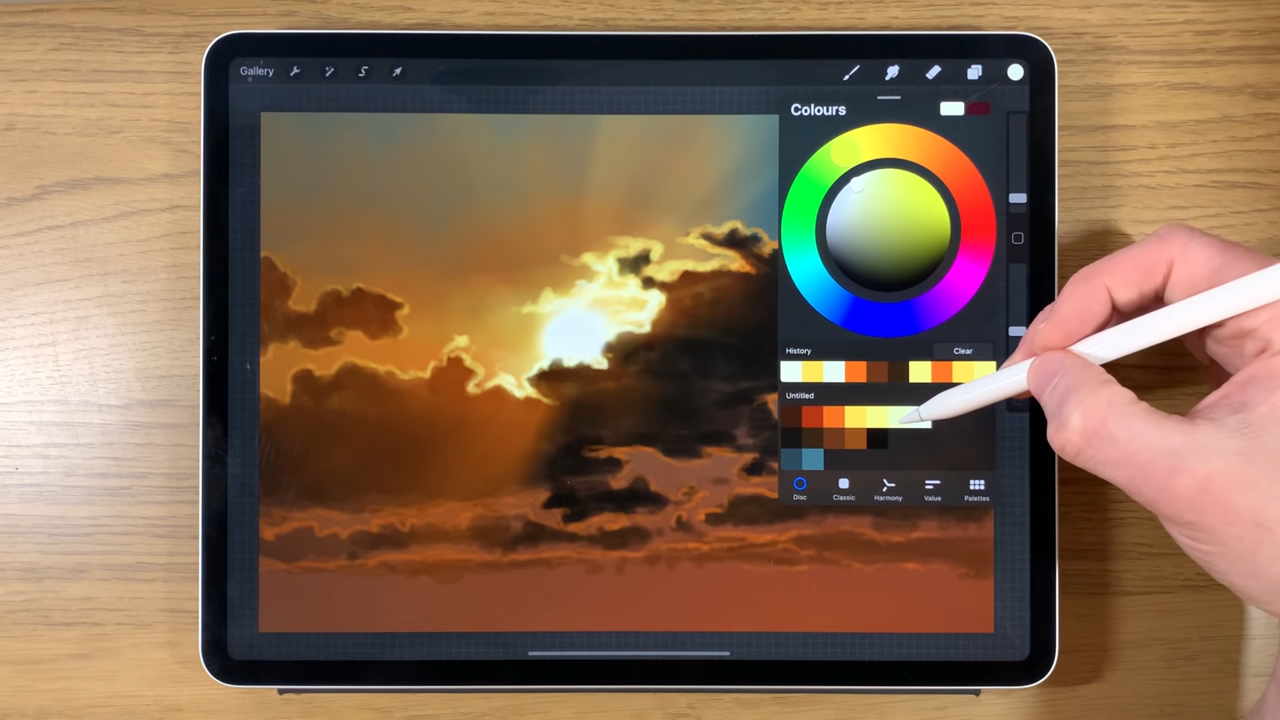 Gallery
Colours
History Clear
Untitled
Disc Classic Harmony Value Palettes